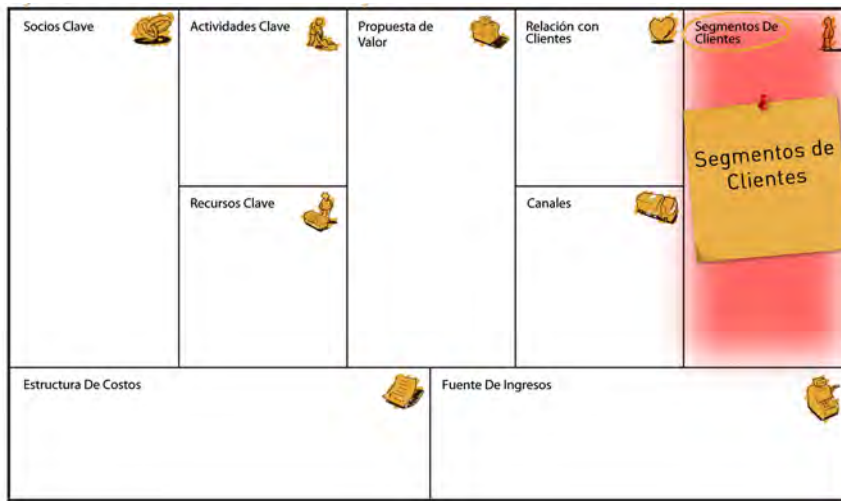 Socios Clave
Actividades Clave
Propuesta de
Valor
Relación con
Clientes
Segmentos De
Clientes
Segmentos de
Clientes
Recursos Clave
Canales
Estructura De Costos
Fuente De Ingresos